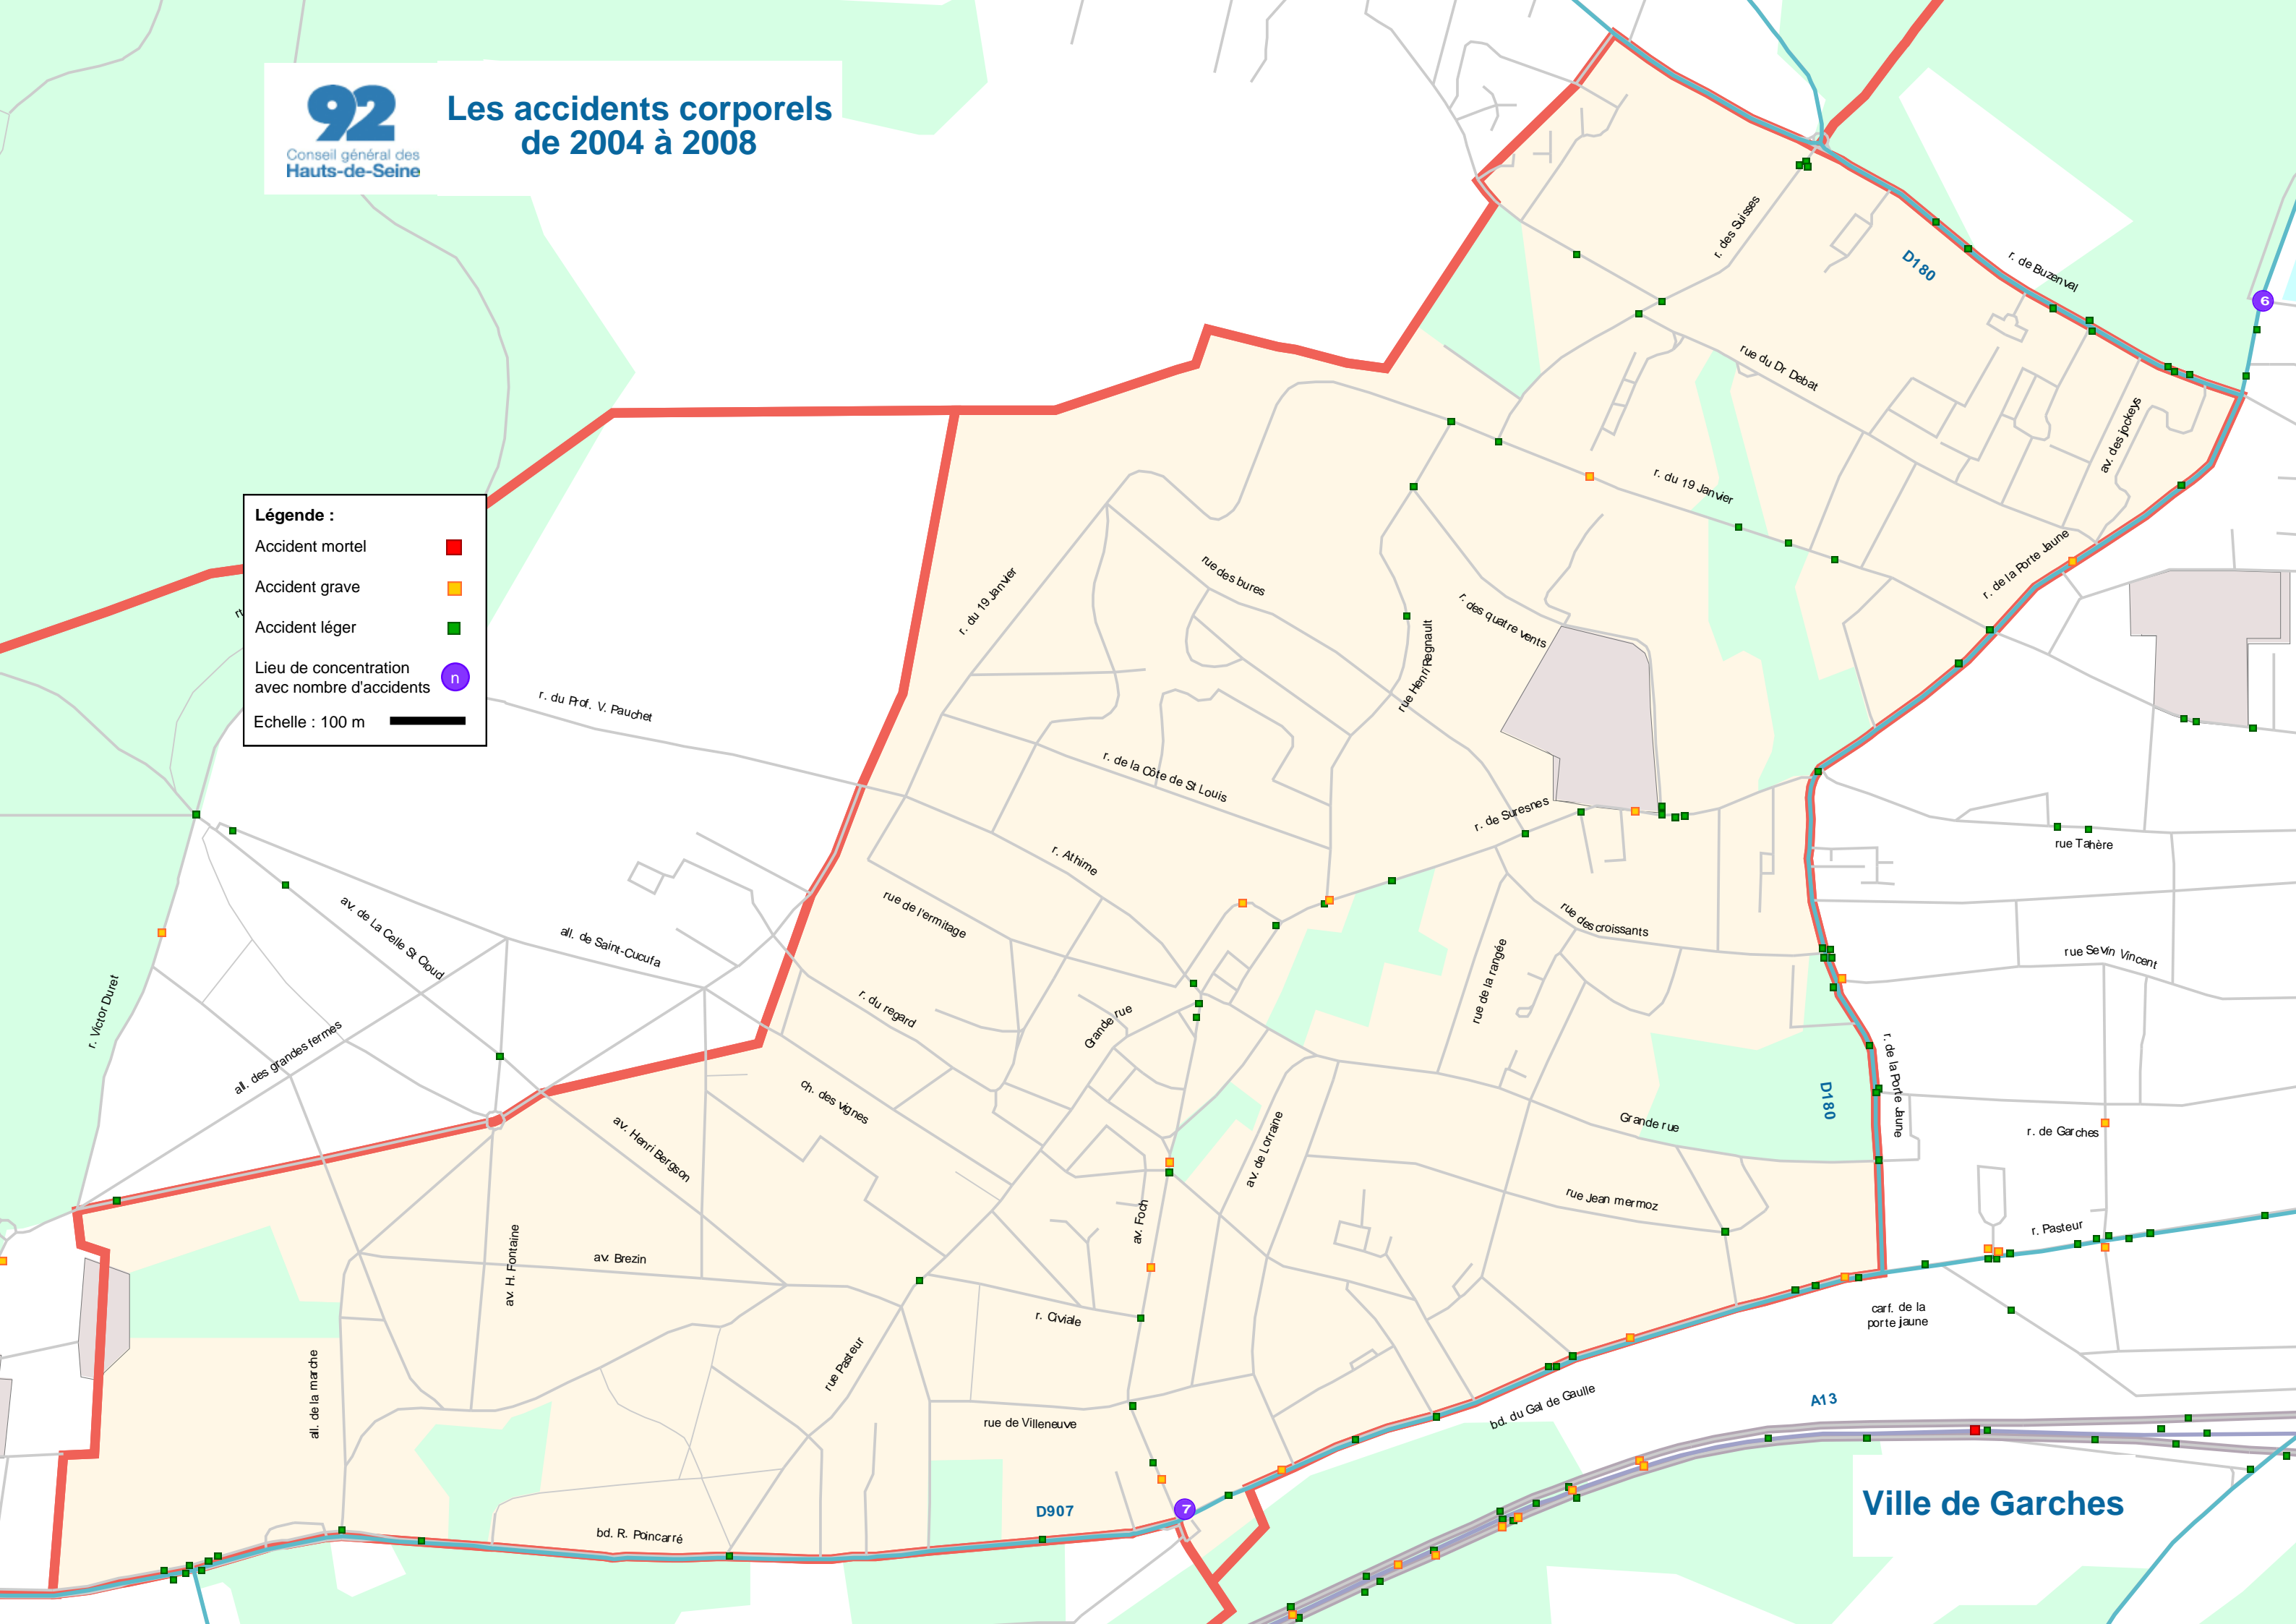 92
Conseil général des
Hauts-de-Seine
Les accidents corporels
de 2004 à 2008
r. des Suisses
D180
r. de Buzenval
6
rue du Dr Debat
av. des jockeys
r. du 19 Janvier
r. de la Porte Jaune
Légende :
Accident mortel
Accident grave
Accident léger
Lieu de concentration
avec nombre d'accidents
n
Echelle : 100 m
r. du Prof. V. Pauchet
r. du 19 Janvier
rue des bures
r. des quatre vents
rue Henri Regnault
r. de la Côte de St Louis
r. de Suresnes
rue Tahère
r. Athime
rue de l'ermitage
rue des croissants
rue de la rangée
rue Sevin Vincent
av. de La Celle St Cloud
all. de Saint-Cucufa
r. Victor Duret
all. des grandes fermes
r. du regard
Grande rue
ch. des vignes
av. Henri Bergson
av. de Lorraine
Grande rue
D180
r. de la Porte Jaune
r. de Garches
rue Jean mermoz
r. Pasteur
av. Foch
av. H. Fontaine
av. Brezin
r. Civiale
carf. de la
porte jaune
all. de la marche
rue Pasteur
rue de Villeneuve
bd. du Gal de Gaulle
A13
D907
7
bd. R. Poincarré
Ville de Garches